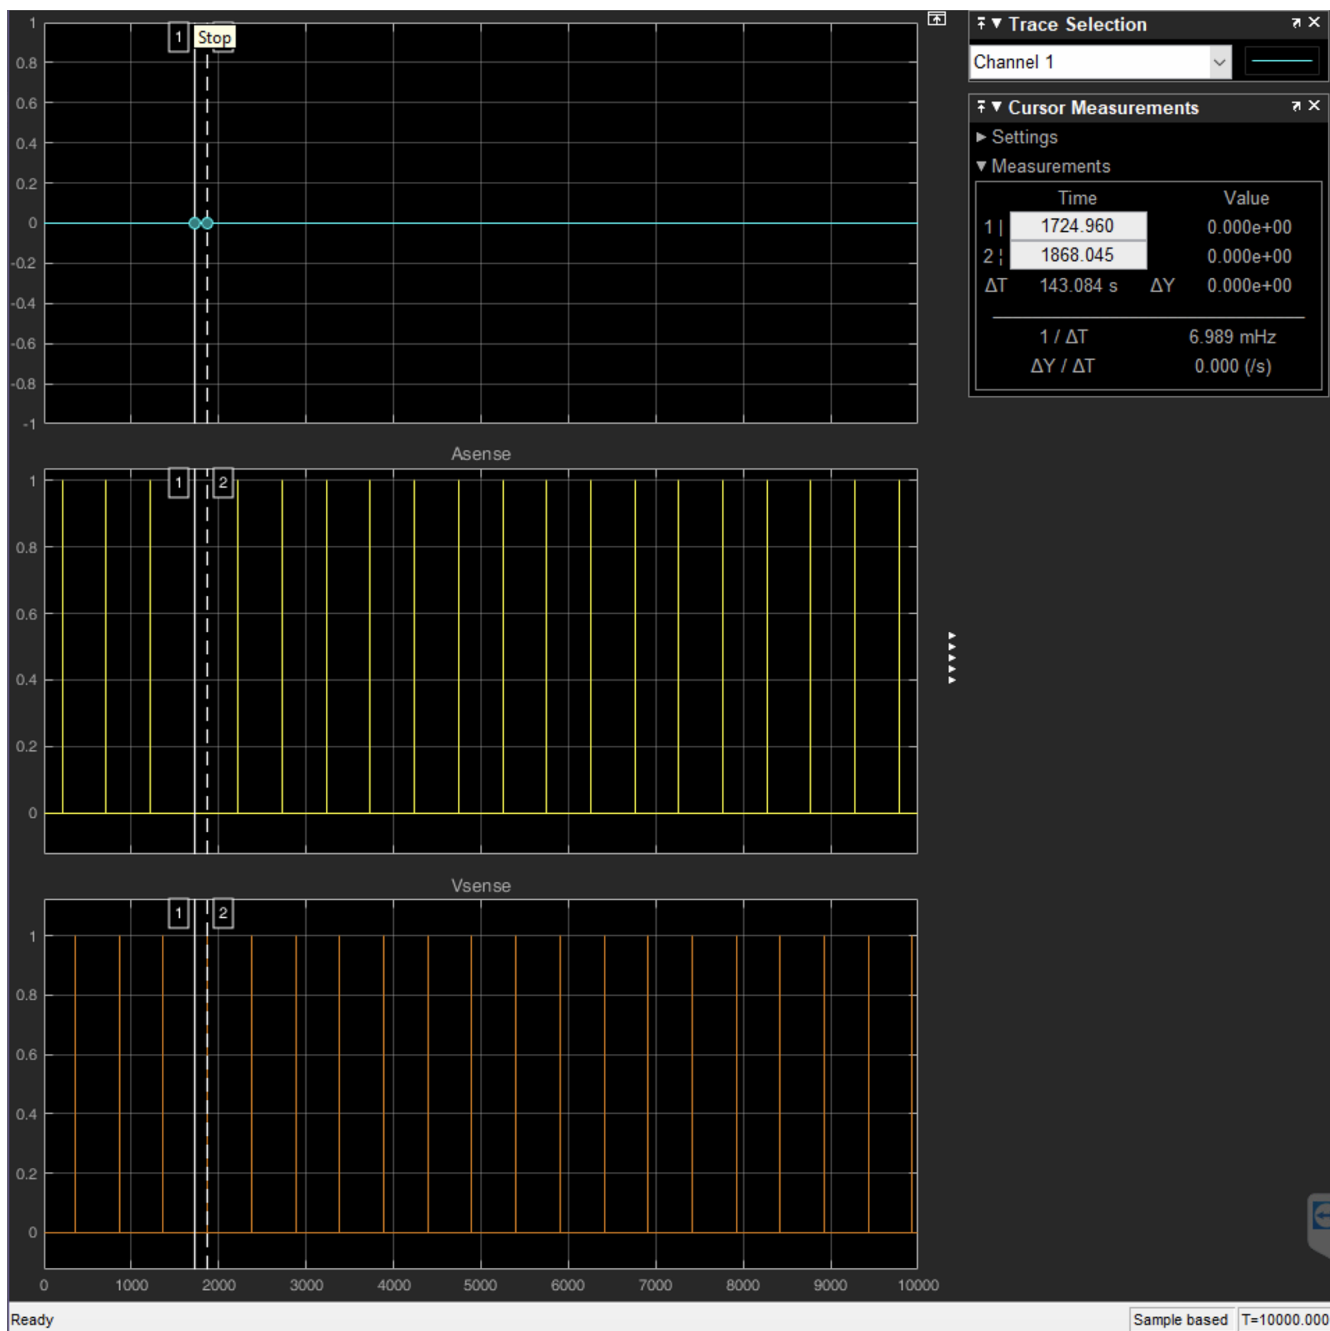 1
0.8
0.6
0.4
0.2
0
-0.2
-0.4
-0.6
-0.8
-1
1
Stop
Trace Selection
Channel 1
Cursor Measurements
Settings
Measurements
Time Value
1 | 1724.960 0.000e+00
2 ¦ 1868.045 0.000e+00
ΔT 143.084 s ΔY 0.000e+00
1 / ΔT 6.989 mHz
ΔY / ΔT 0.000 (/s)
Asense
1 2
1
0.8
0.6
0.4
0.2
0
Vsense
1 2
1
0.8
0.6
0.4
0.2
0
0 1000 2000 3000 4000 5000 6000 7000 8000 9000 10000
Ready
Sample based T=10000.000